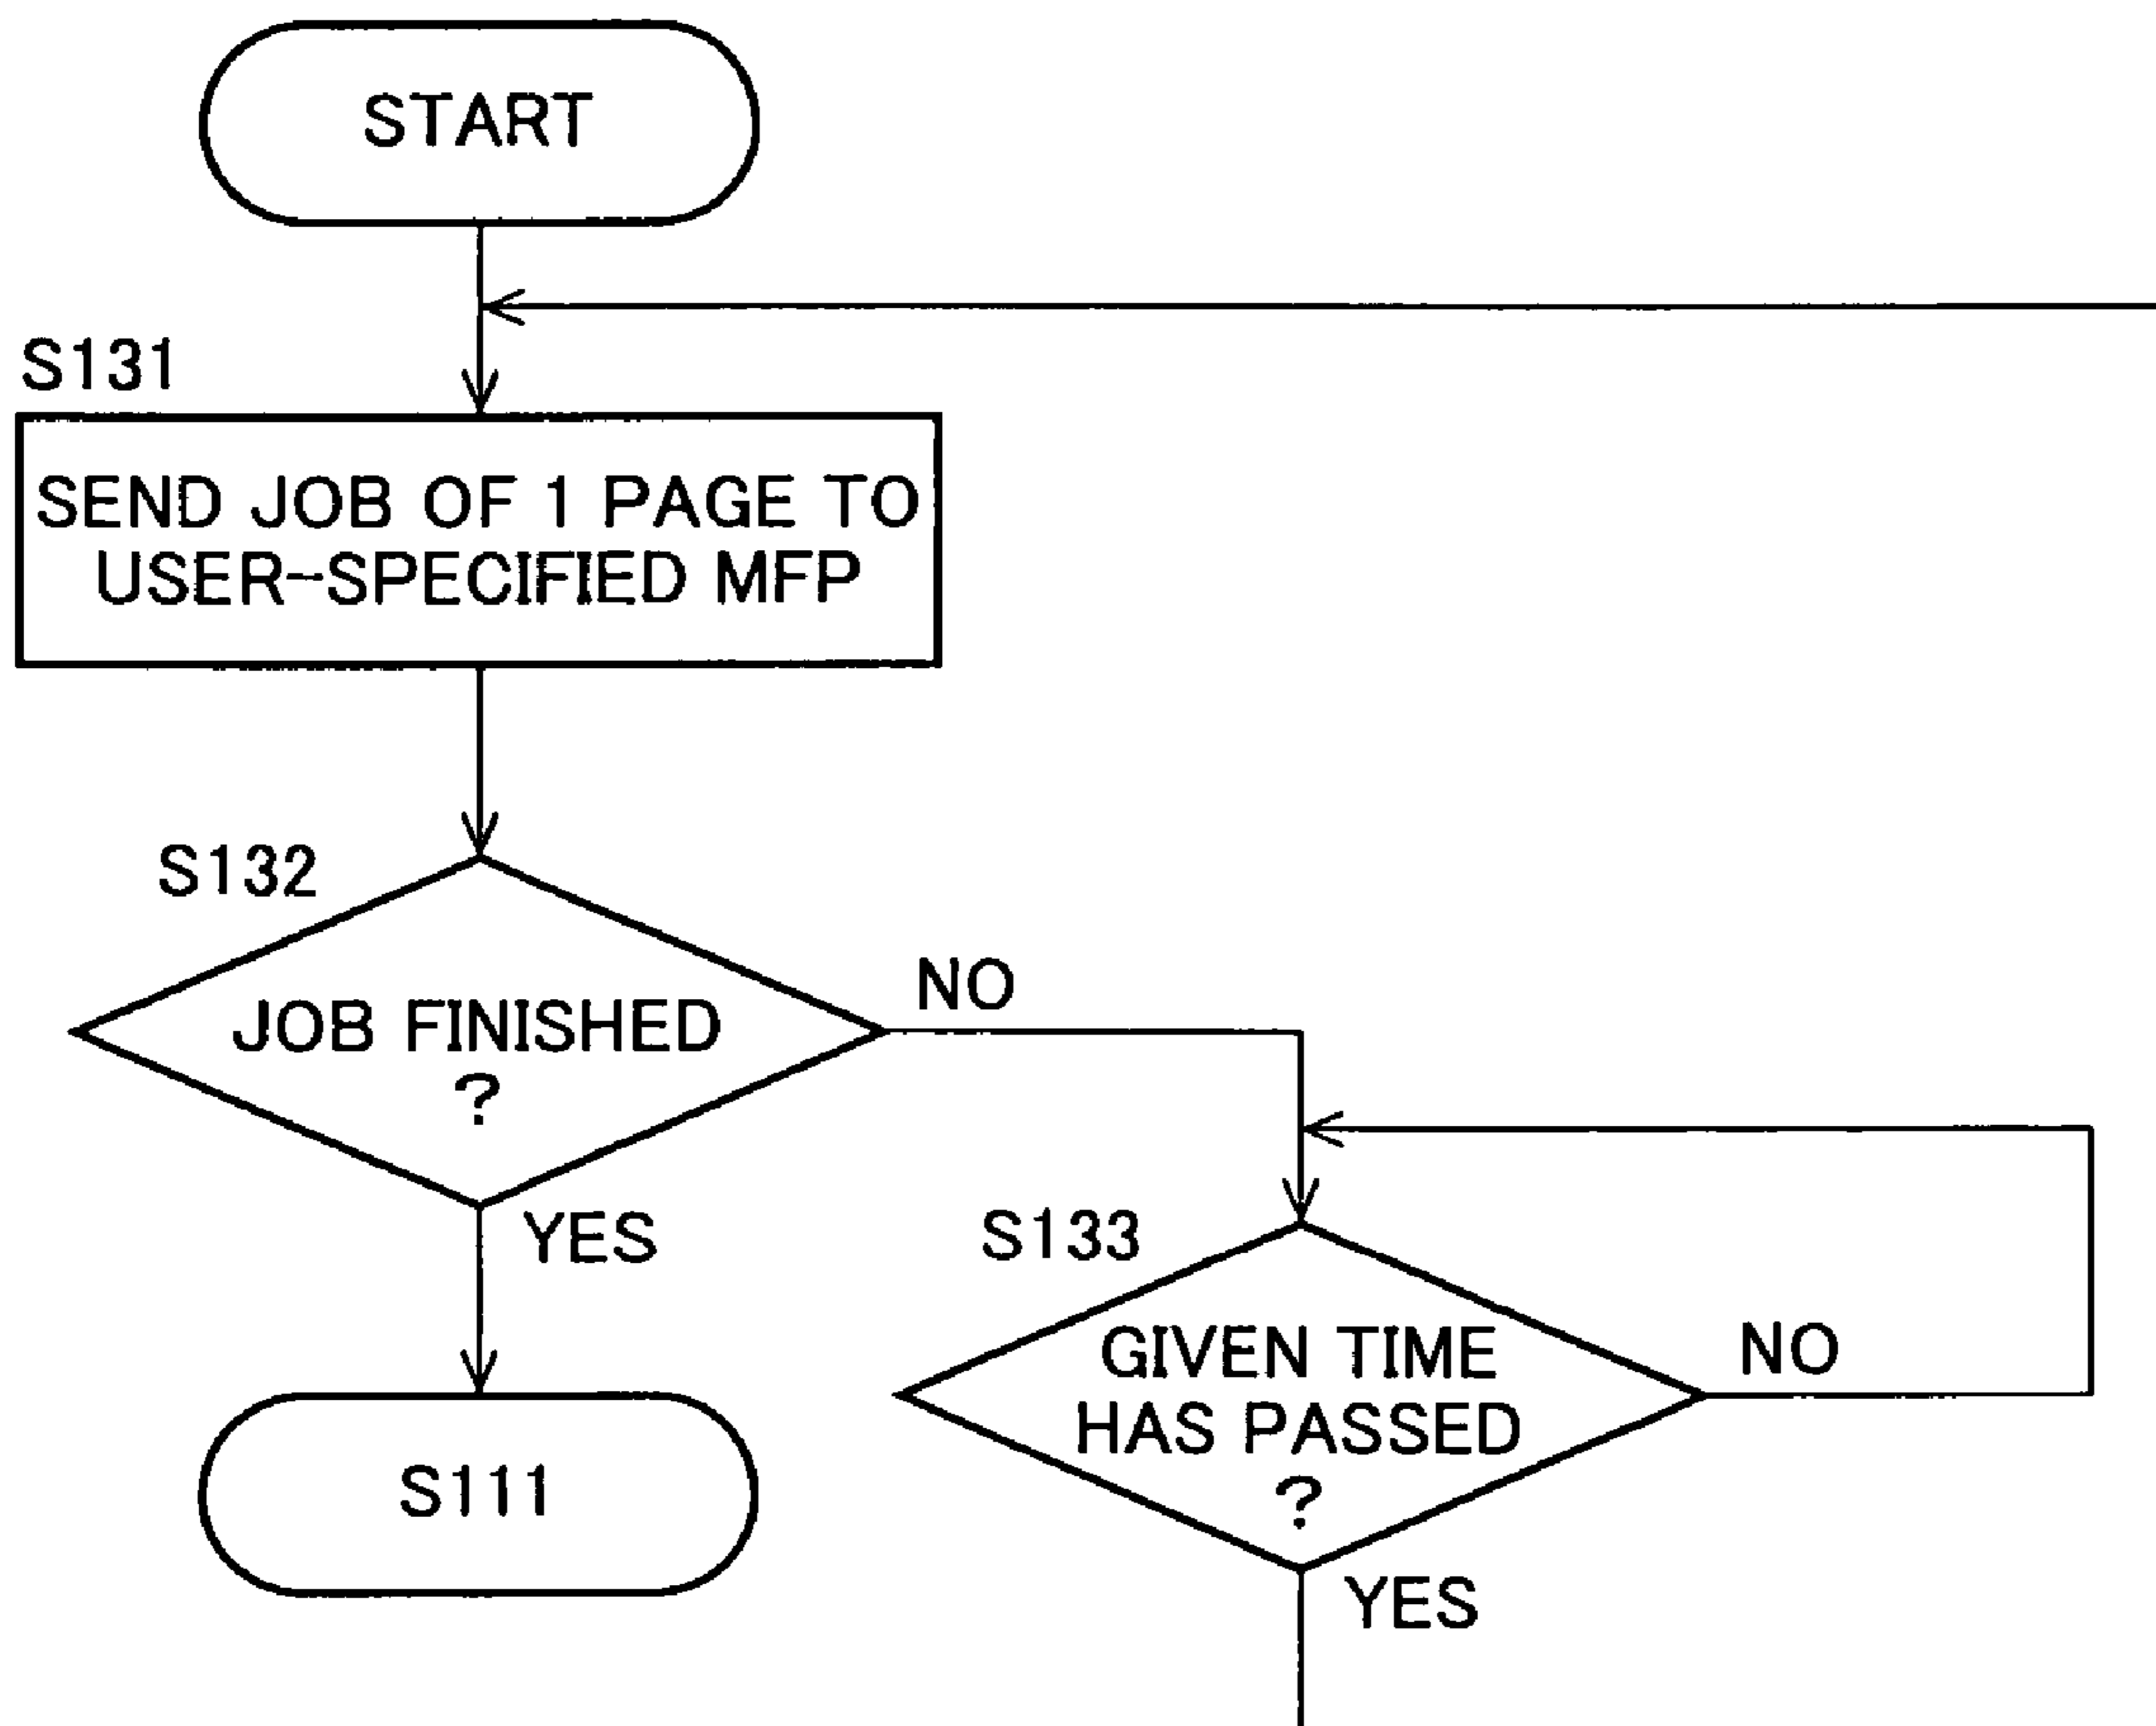 START
S131
SEND JOB OF 1 PAGE TO
USER-SPECIFIED MFP
S132
JOB FINISHED
?
NO
YES
S133
GIVEN TIME
HAS PASSED
?
NO
YES
S111